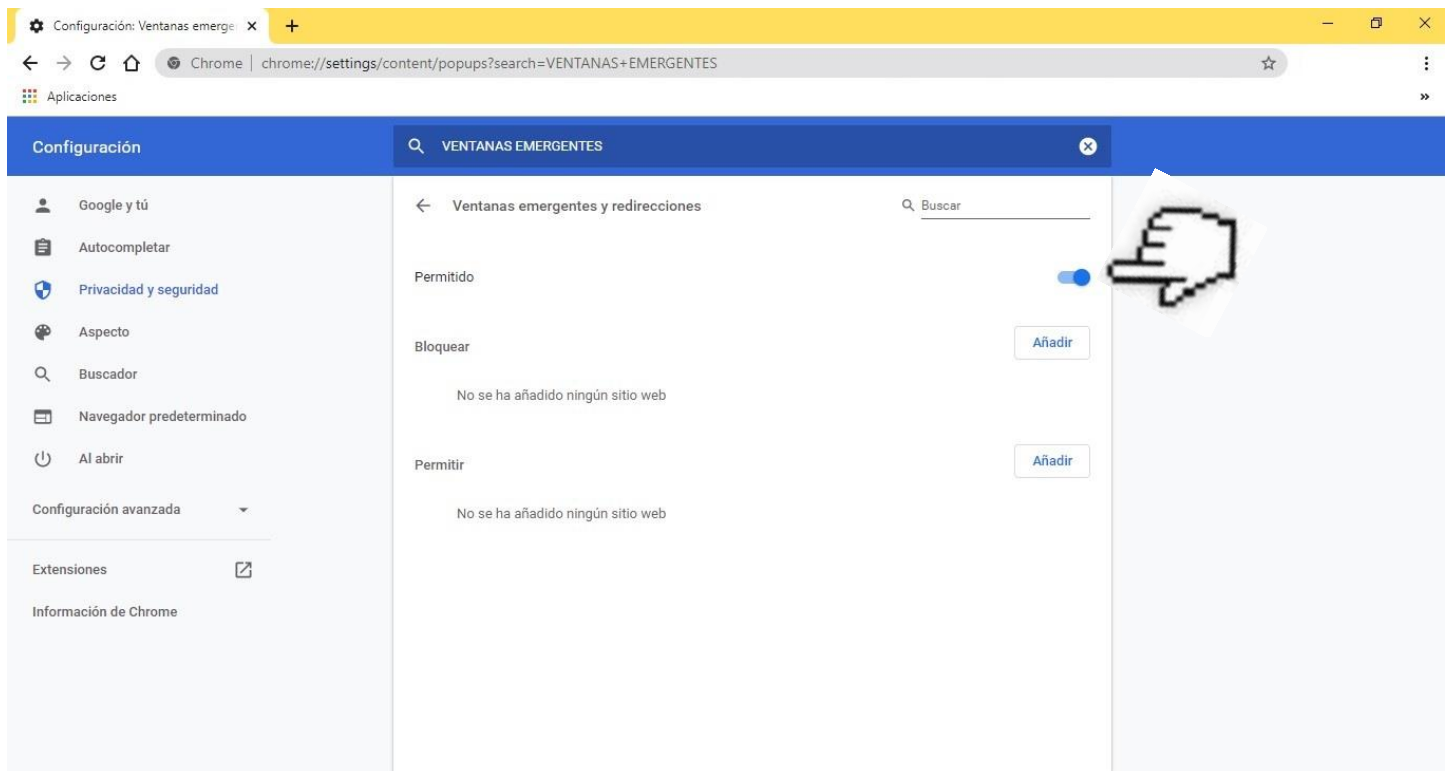 Configuración: Ventanas emerge
Chrome | chrome://settings/content/popups?search=VENTANAS+EMERGENTES
Aplicaciones
Configuración
VENTANAS EMERGENTES
Google y tú
Autocompletar
Privacidad y seguridad
Aspecto
Buscador
Navegador predeterminado
Al abrir
Configuración avanzada
Extensiones
Información de Chrome
Ventanas emergentes y redirecciones
Buscar
Permitido
Bloquear
Añadir
No se ha añadido ningún sitio web
Permitir
Añadir
No se ha añadido ningún sitio web